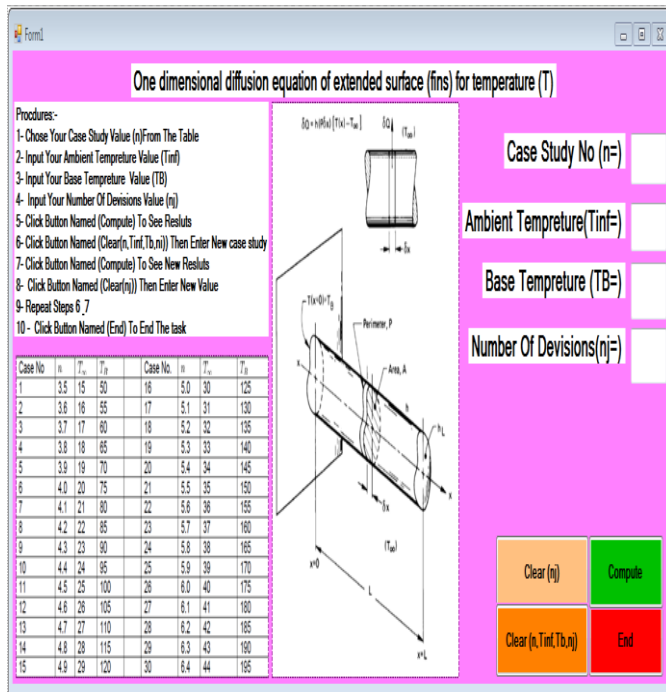 Form1
One dimensional diffusion equation of extended surface (fins) for temperature (T)
Procdures:-
1- Chose Your Case Study Value (n)From The Table
2- Input Your Ambient Tempreture Value (Tinf)
3- Input Your Base Tempreture Value (TB)
4- Input Your Number Of Devisions Value (nj)
5- Click Button Named (Compute) To See Resluts
6- Click Button Named (Clear(n,Tinf,Tb,nj)) Then Enter New case study
7- Click Button Named (Compute) To See New Resluts
8- Click Button Named (Clear(nj)) Then Enter New Value
9- Repeat Steps 6_7
10 - Click Button Named (End) To End The task
Case No n T∞ T_B Case No. n T∞ T_B
1 3.5 15 50 16 5.0 30 125
2 3.6 16 55 17 5.1 31 130
3 3.7 17 60 18 5.2 32 135
4 3.8 18 65 19 5.3 33 140
5 3.9 19 70 20 5.4 34 145
6 4.0 20 75 21 5.5 35 150
7 4.1 21 80 22 5.6 36 155
8 4.2 22 85 23 5.7 37 160
9 4.3 23 90 24 5.8 38 165
10 4.4 24 95 25 5.9 39 170
11 4.5 25 100 26 6.0 40 175
12 4.6 26 105 27 6.1 41 180
13 4.7 27 110 28 6.2 42 185
14 4.8 28 115 29 6.3 43 190
15 4.9 29 120 30 6.4 44 195
δQ = h(Pδx)[T(x)-T∞]
δQ
(T∞)
δx
T(x=0)=T_B
Perimeter, P
Area, A
x
h
h_L
x
δx
(T∞)
x=0
L
x=L
Case Study No (n=)
Ambient Tempreture(Tinf=)
Base Tempreture (TB=)
Number Of Devisions(nj=)
Clear (nj)
Compute
Clear (n,Tinf,Tb,nj)
End